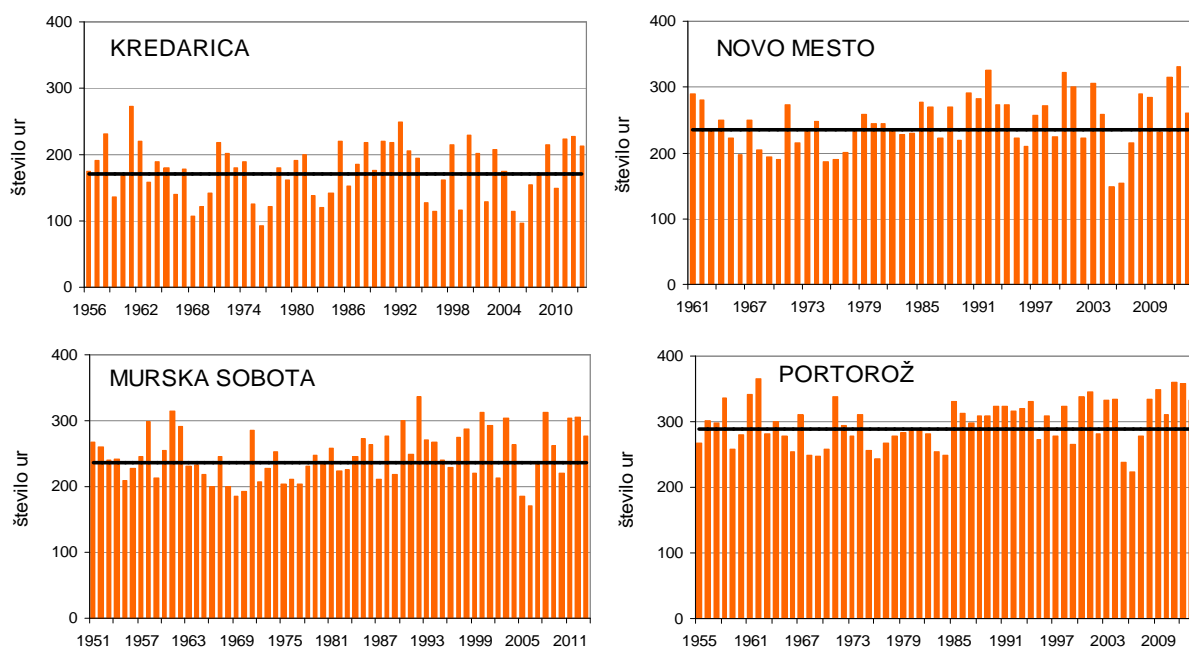 KREDARICA
število ur
400
300
200
100
0
1956 1962 1968 1974 1980 1986 1992 1998 2004 2010
NOVO MESTO
število ur
400
300
200
100
0
1961 1967 1973 1979 1985 1991 1997 2003 2009
MURSKA SOBOTA
število ur
400
300
200
100
0
1951 1957 1963 1969 1975 1981 1987 1993 1999 2005 2011
PORTOROŽ
število ur
400
300
200
100
0
1955 1961 1967 1973 1979 1985 1991 1997 2003 2009